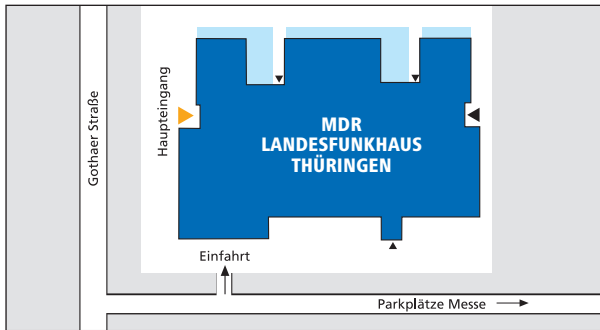 Gothaer Straße
Haupteingang
MDR
LANDESFUNKHAUS
THÜRINGEN
Einfahrt
Parkplätze Messe